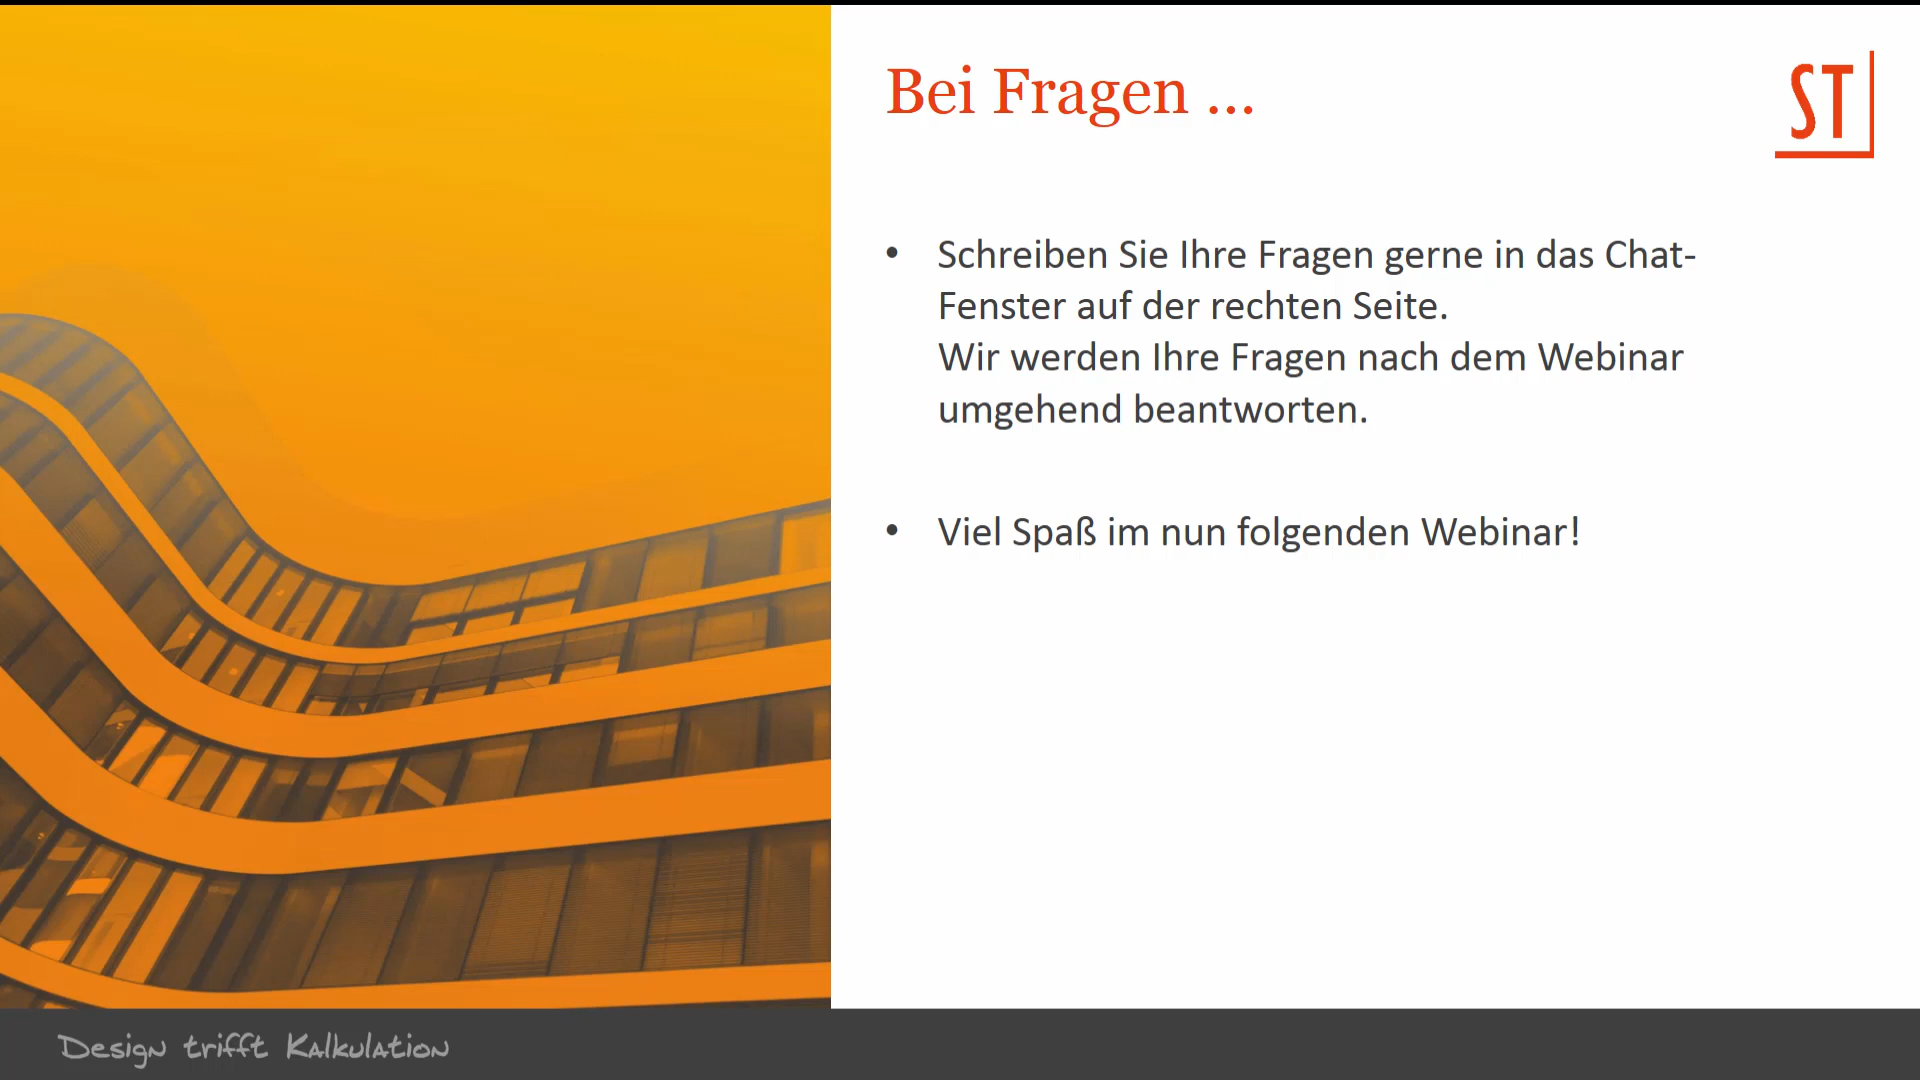 Bei Fragen ...
ST
• Schreiben Sie Ihre Fragen gerne in das Chat-
Fenster auf der rechten Seite.
Wir werden Ihre Fragen nach dem Webinar
umgehend beantworten.
• Viel Spaß im nun folgenden Webinar!
Design trifft Kalkulation